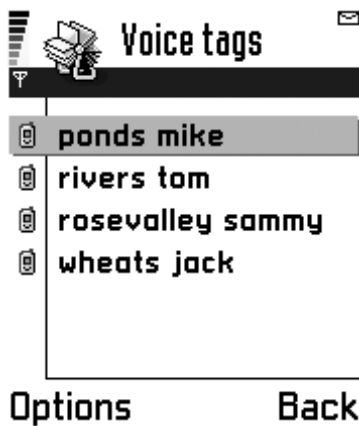 Voice tags
ponds mike
rivers tom
rosevalley sammy
wheats jack
Options Back